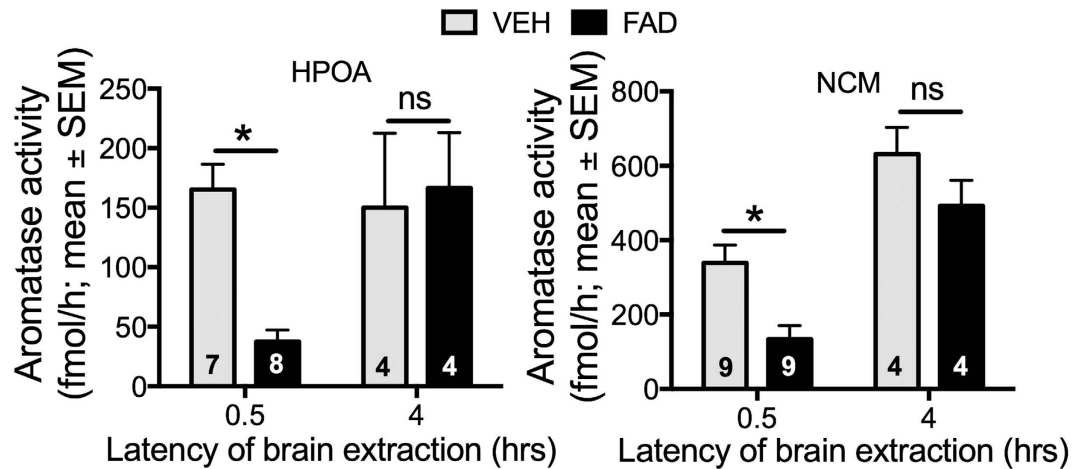 VEH FAD
HPOA
Aromatase activity
(fmol/h; mean ± SEM)
250
200
150
100
50
0
*
ns
7
8
4
4
0.5
4
Latency of brain extraction (hrs)
NCM
Aromatase activity
(fmol/h; mean ± SEM)
800
600
400
200
0
*
ns
9
9
4
4
0.5
4
Latency of brain extraction (hrs)